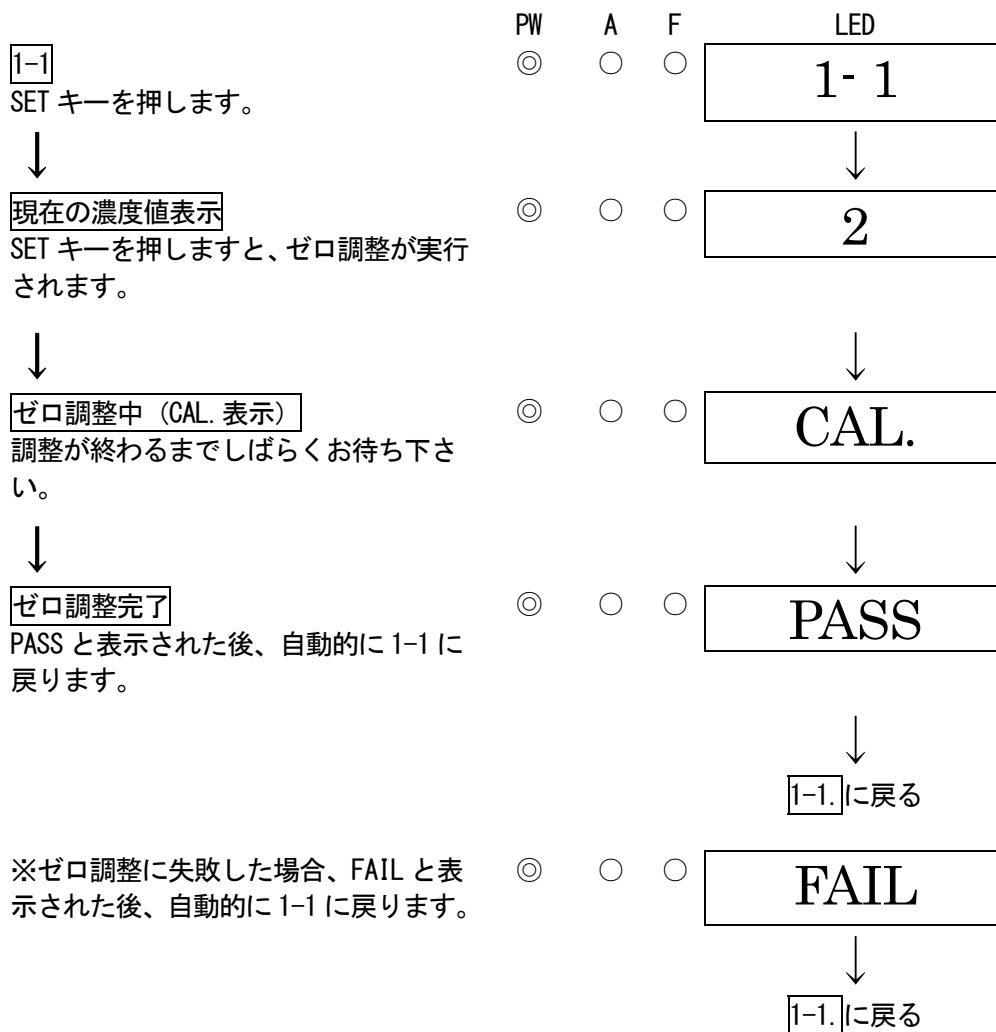 PW A F LED
1-1 ◎ ○ ○ 1- 1
SET キーを押します。
↓ ↓
現在の濃度値表示 ◎ ○ ○ 2
SET キーを押しますと、ゼロ調整が実行
されます。
↓ ↓
ゼロ調整中 (CAL.表示) ◎ ○ ○ CAL.
調整が終わるまでしばらくお待ち下さ
い。
↓ ↓
ゼロ調整完了 ◎ ○ ○ PASS
PASS と表示された後、自動的に 1-1 に
戻ります。
↓
1-1.に戻る
※ゼロ調整に失敗した場合、FAIL と表 ◎ ○ ○ FAIL
示された後、自動的に 1-1 に戻ります。
↓
1-1.に戻る